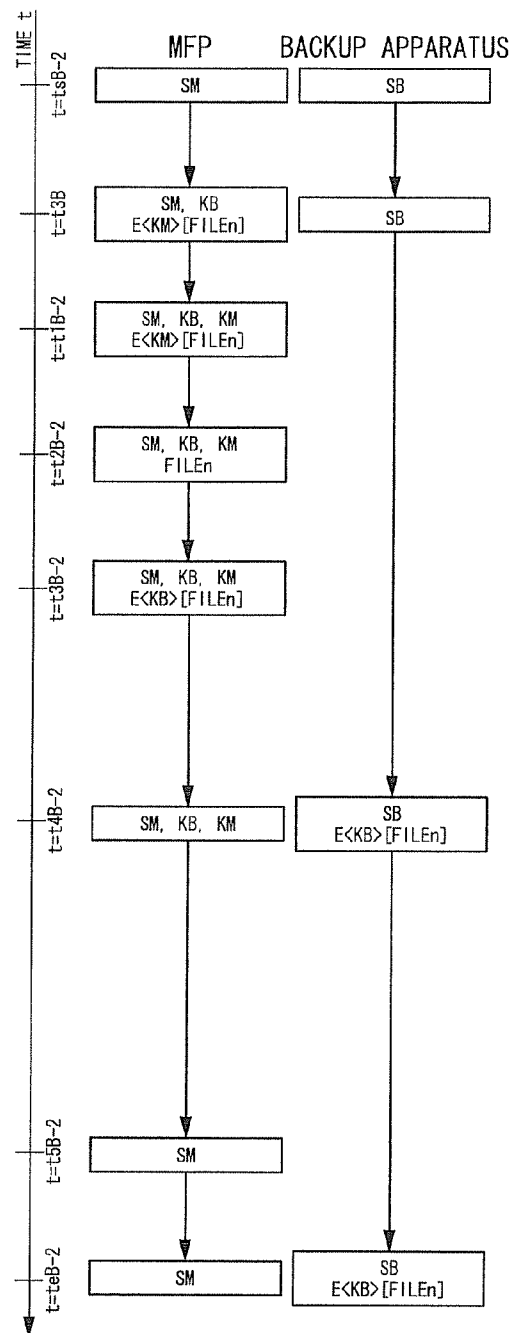 TIME t
MFP
BACKUP APPARATUS
t=tsB-2
SM
SB
t=t3B
SM, KB
E<KM>[FILEn]
SB
t=t1B-2
SM, KB, KM
E<KM>[FILEn]
t=t2B-2
SM, KB, KM
FILEn
t=t3B-2
SM, KB, KM
E<KB>[FILEn]
t=t4B-2
SM, KB, KM
SB
E<KB>[FILEn]
t=t5B-2
SM
t=teB-2
SM
SB
E<KB>[FILEn]